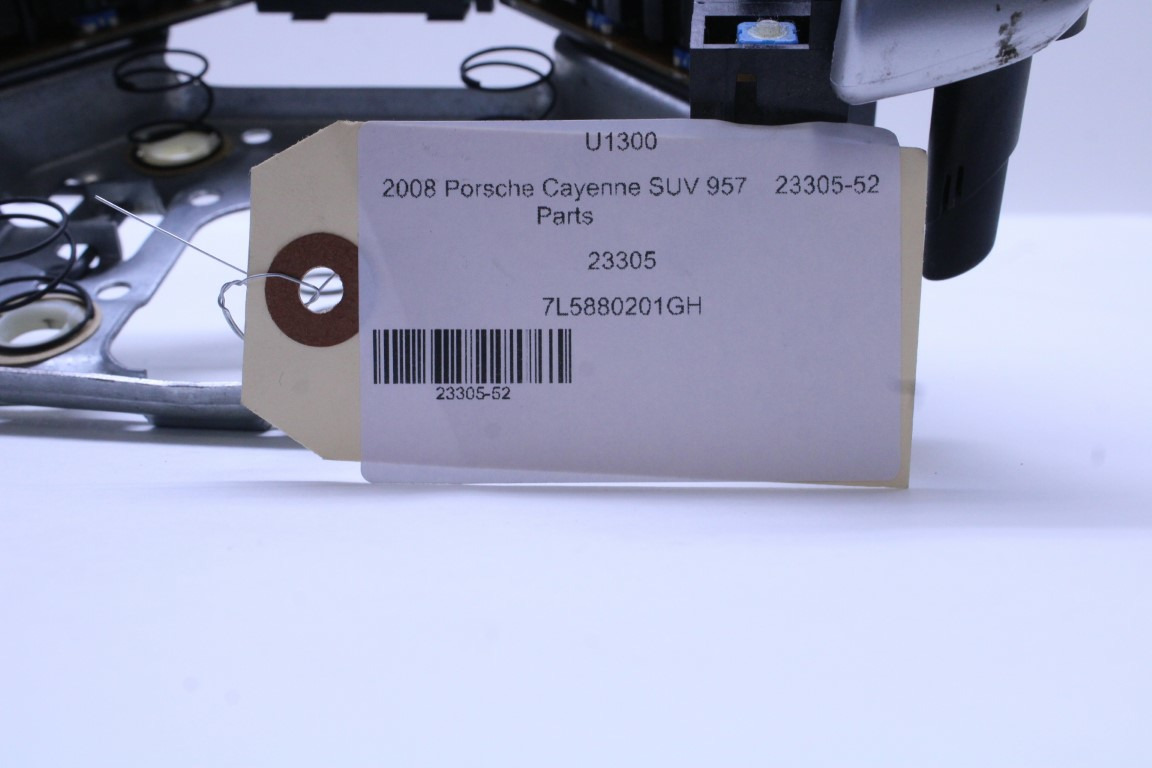 U1300
2008 Porsche Cayenne SUV 957 23305-52
Parts
23305
7L5880201GH
23305-52